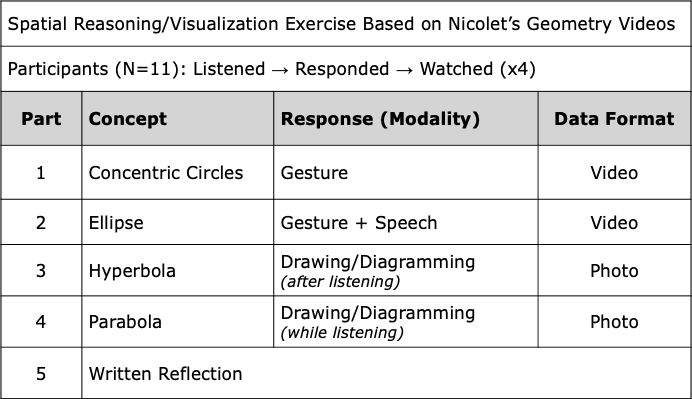 Spatial Reasoning/Visualization Exercise Based on Nicolet’s Geometry Videos
Participants (N=11): Listened → Responded → Watched (x4)
Part Concept Response (Modality) Data Format
1 Concentric Circles Gesture Video
2 Ellipse Gesture + Speech Video
3 Hyperbola Drawing/Diagramming Photo
(after listening)
4 Parabola Drawing/Diagramming Photo
(while listening)
5 Written Reflection